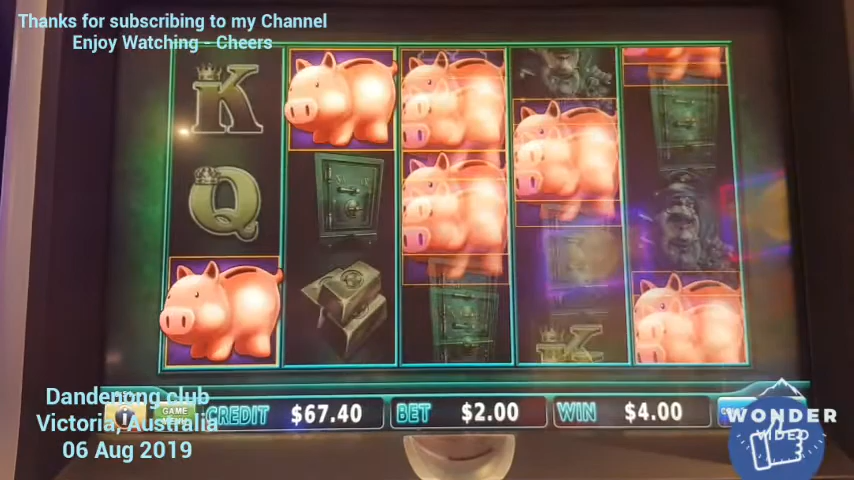 Thanks for subscribing to my Channel
Enjoy Watching - Cheers
K
Q
K
Dandenong club
Victoria, Australia
06 Aug 2019
GAME
CREDIT $67.40
BET $2.00
WIN $4.00
WONDER
VIDEO